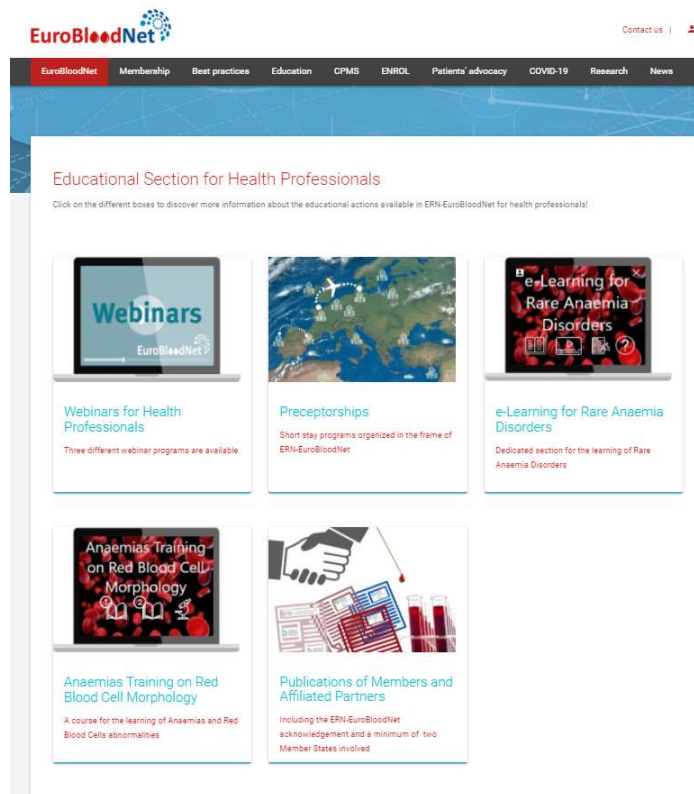 EuroBloodNet
Contact us |
EuroBloodNet Membership Best practices Education CPMS ENROL Patients' advocacy COVID-19 Research News
Educational Section for Health Professionals
Click on the different boxes to discover more information about the educational actions available in ERN-EuroBloodNet for health professionals!
Webinars
EuroBloodNet
e-Learning for
Rare Anaemia
Disorders
Webinars for Health
Professionals
Three different webinar programs are available
Preceptorships
Short stay programs organized in the frame of
ERN-EuroBloodNet
e-Learning for Rare Anaemia
Disorders
Dedicated section for the learning of Rare
Anaemia Disorders
Anaemias Training
on Red Blood Cell
Morphology
1 2
Anaemias Training on Red
Blood Cell Morphology
A course for the learning of Anaemias and Red
Blood Cells abnormalities
Publications of Members and
Affiliated Partners
Including the ERN-EuroBloodNet
acknowledgement and a minimum of two
Member States involved